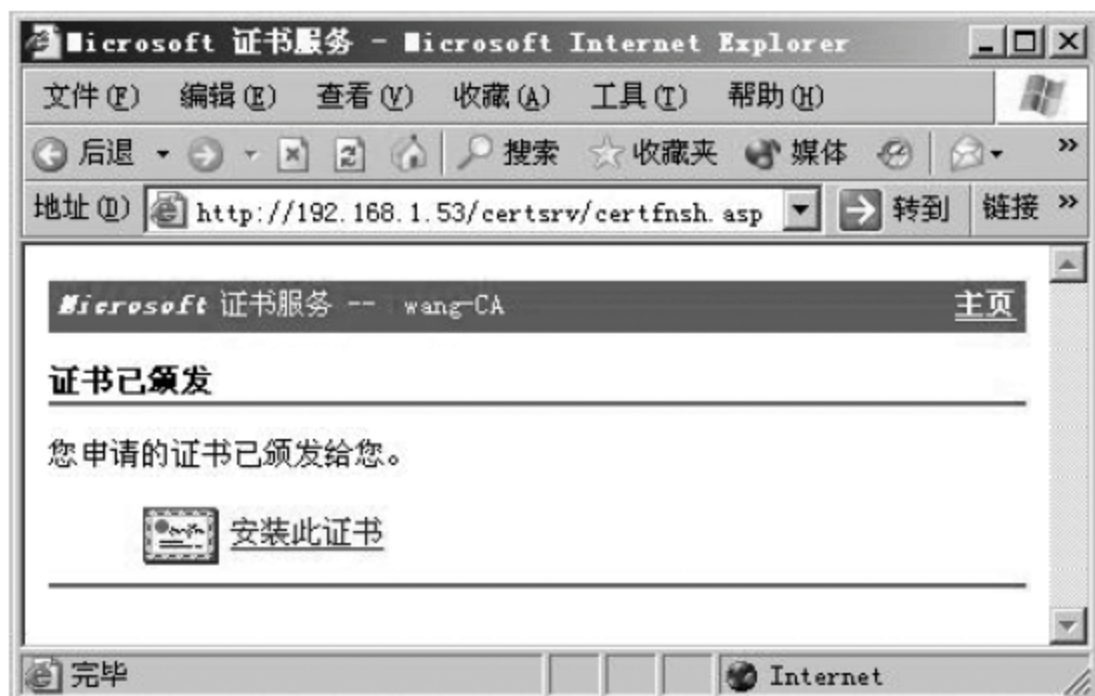 Microsoft 证书服务 - Microsoft Internet Explorer
文件(F) 编辑(E) 查看(V) 收藏(A) 工具(T) 帮助(H)
后退 搜索 收藏夹 媒体 »
地址(D) http://192.168.1.53/certsrv/certfnsh.asp 转到 链接 »
Microsoft 证书服务 -- wang-CA 主页
证书已颁发
您申请的证书已颁发给您。
安装此证书
完毕 Internet